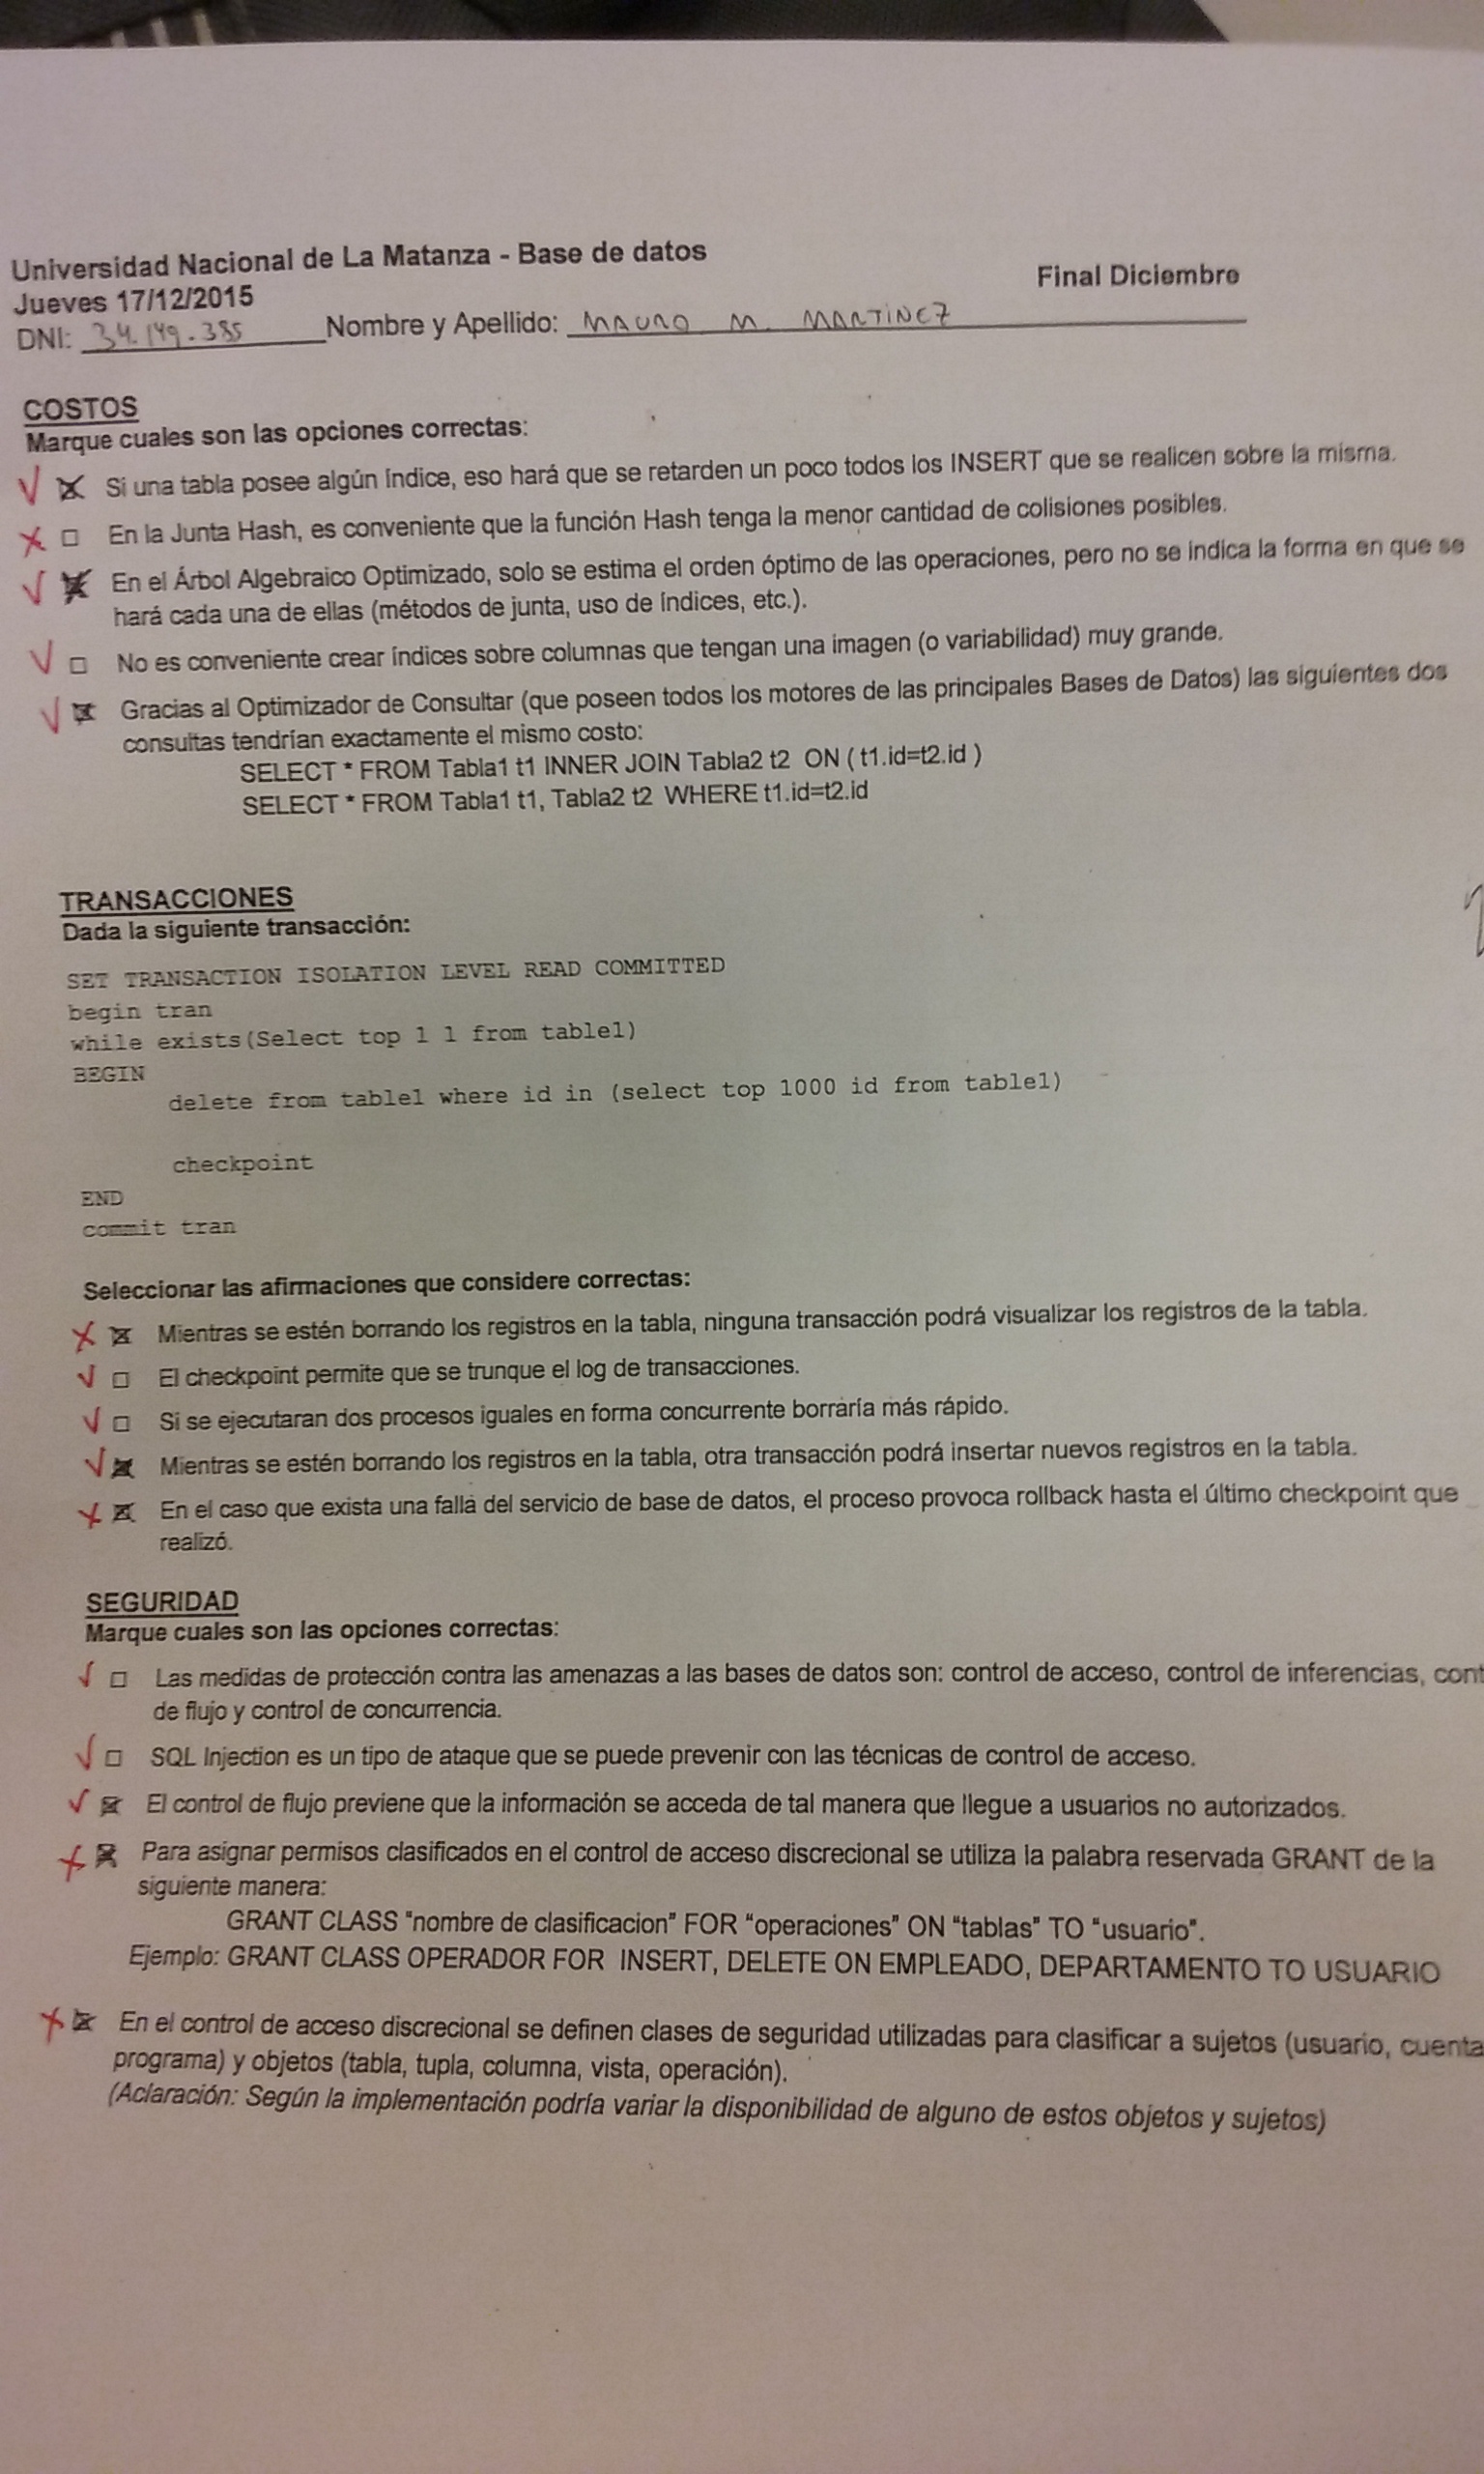 Universidad Nacional de La Matanza - Base de datos
Final Diciembre
Jueves 17/12/2015
DNI: 34.149.385 Nombre y Apellido: MAURO M. MARTINEZ
COSTOS
Marque cuales son las opciones correctas:
Si una tabla posee algún índice, eso hará que se retarden un poco todos los INSERT que se realicen sobre la misma.
En la Junta Hash, es conveniente que la función Hash tenga la menor cantidad de colisiones posibles.
En el Árbol Algebraico Optimizado, solo se estima el orden óptimo de las operaciones, pero no se indica la forma en que se
hará cada una de ellas (métodos de junta, uso de índices, etc.).
No es conveniente crear índices sobre columnas que tengan una imagen (o variabilidad) muy grande.
Gracias al Optimizador de Consultar (que poseen todos los motores de las principales Bases de Datos) las siguientes dos
consultas tendrían exactamente el mismo costo:
SELECT * FROM Tabla1 t1 INNER JOIN Tabla2 t2 ON ( t1.id=t2.id )
SELECT * FROM Tabla1 t1, Tabla2 t2 WHERE t1.id=t2.id
TRANSACCIONES
Dada la siguiente transacción:
SET TRANSACTION ISOLATION LEVEL READ COMMITTED
begin tran
while exists(Select top 1 1 from table1)
BEGIN
delete from table1 where id in (select top 1000 id from table1)
checkpoint
END
commit tran
Seleccionar las afirmaciones que considere correctas:
Mientras se estén borrando los registros en la tabla, ninguna transacción podrá visualizar los registros de la tabla.
El checkpoint permite que se trunque el log de transacciones.
Si se ejecutaran dos procesos iguales en forma concurrente borraría más rápido.
Mientras se estén borrando los registros en la tabla, otra transacción podrá insertar nuevos registros en la tabla.
En el caso que exista una falla del servicio de base de datos, el proceso provoca rollback hasta el último checkpoint que
realizó.
SEGURIDAD
Marque cuales son las opciones correctas:
Las medidas de protección contra las amenazas a las bases de datos son: control de acceso, control de inferencias, cont
de flujo y control de concurrencia.
SQL Injection es un tipo de ataque que se puede prevenir con las técnicas de control de acceso.
El control de flujo previene que la información se acceda de tal manera que llegue a usuarios no autorizados.
Para asignar permisos clasificados en el control de acceso discrecional se utiliza la palabra reservada GRANT de la
siguiente manera:
GRANT CLASS "nombre de clasificacion" FOR "operaciones" ON "tablas" TO "usuario".
Ejemplo: GRANT CLASS OPERADOR FOR INSERT, DELETE ON EMPLEADO, DEPARTAMENTO TO USUARIO
En el control de acceso discrecional se definen clases de seguridad utilizadas para clasificar a sujetos (usuario, cuenta
programa) y objetos (tabla, tupla, columna, vista, operación).
(Aclaración: Según la implementación podría variar la disponibilidad de alguno de estos objetos y sujetos)